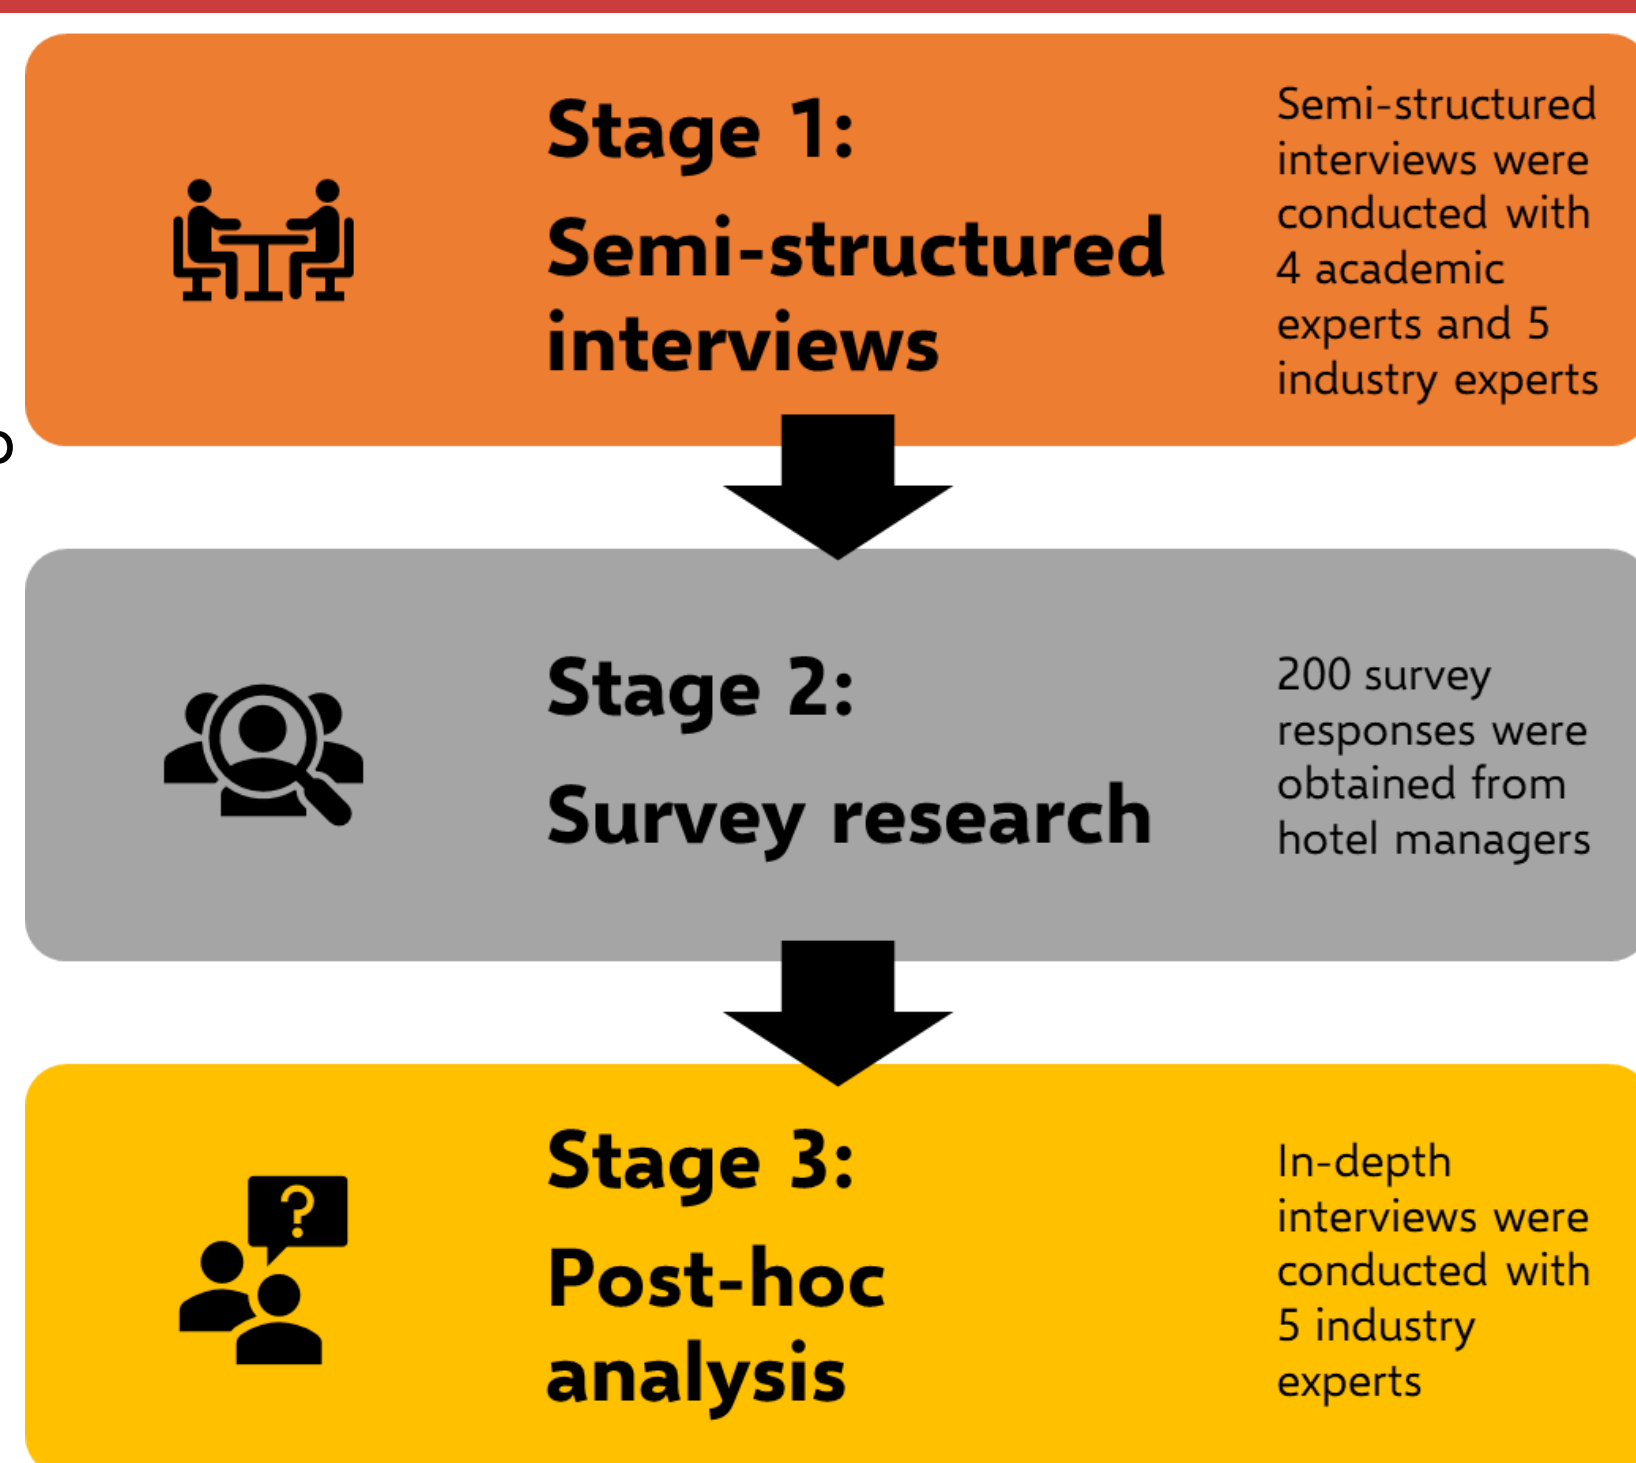 Stage 1:
Semi-structured
interviews
Semi-structured
interviews were
conducted with
4 academic
experts and 5
industry experts
Stage 2:
Survey research
200 survey
responses were
obtained from
hotel managers
?
Stage 3:
Post-hoc
analysis
In-depth
interviews were
conducted with
5 industry
experts